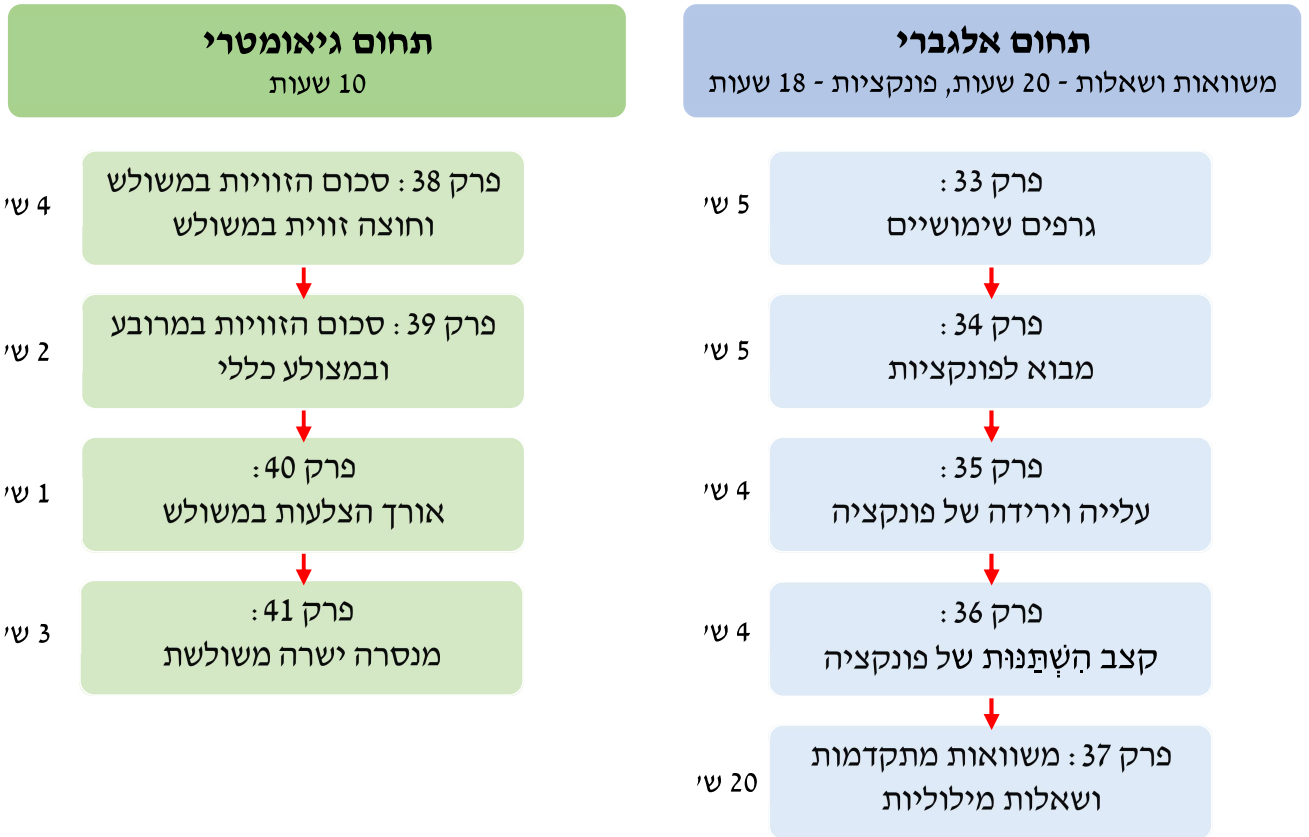 תחום אלגברי
משוואות ושאלות - 20 שעות, פונקציות - 18 שעות
פרק 33:
גרפים שימושיים
5 ש'
פרק 34:
מבוא לפונקציות
5 ש'
פרק 35:
עלייה וירידה של פונקציה
4 ש'
פרק 36:
קצב הִשְׁתַּנּוּת של פונקציה
4 ש'
פרק 37: משוואות מתקדמות
ושאלות מילוליות
20 ש'
תחום גיאומטרי
10 שעות
פרק 38: סכום הזוויות במשולש
וחוצה זווית במשולש
4 ש'
פרק 39: סכום הזוויות במרובע
ובמצולע כללי
2 ש'
פרק 40:
אורך הצלעות במשולש
1 ש'
פרק 41:
מנסרה ישרה משולשת
3 ש'